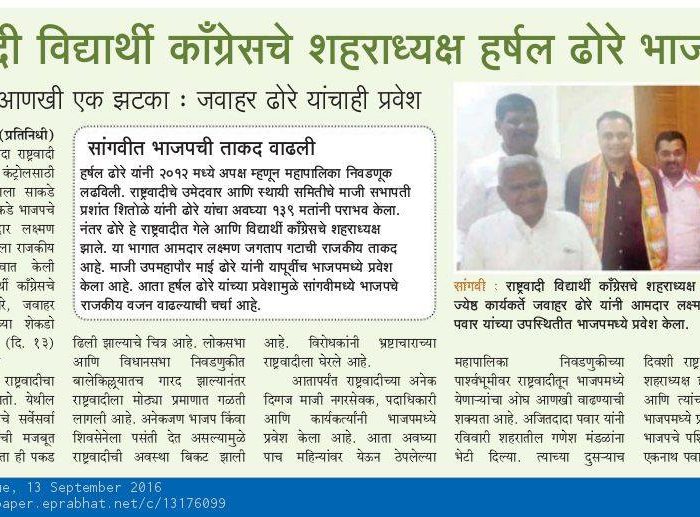 दी विद्यार्थी काँग्रेसचे शहराध्यक्ष हर्षल ढोरे भाज
आणखी एक झटका : जवाहर ढोरे यांचाही प्रवेश
(प्रतिनिधी)
दा राष्ट्रवादी
कंट्रोलसाठी
ला साकडे
कडे भाजपचे
दार लक्ष्मण
ला राजकीय
वात केली
र्थी काँग्रेसचे
रे, जवाहर
च्या शेकडो
(दि. १३)
राष्ट्रवादीचा
तो. येथील
चे सर्वेसर्वा
ची मजबूत
ता ही पकड
सांगवीत भाजपची ताकद वाढली
हर्षल ढोरे यांनी २०१२ मध्ये अपक्ष म्हणून महापालिका निवडणूक
लढविली. राष्ट्रवादीचे उमेदवार आणि स्थायी समितीचे माजी सभापती
प्रशांत शितोळे यांनी ढोरे यांचा अवघ्या १३९ मतांनी पराभव केला.
नंतर ढोरे हे राष्ट्रवादीत गेले आणि विद्यार्थी काँग्रेसचे शहराध्यक्ष
झाले. या भागात आमदार लक्ष्मण जगताप गटाची राजकीय ताकद
आहे. माजी उपमहापौर माई ढोरे यांनी यापूर्वीच भाजपमध्ये प्रवेश
केला आहे. आता हर्षल ढोरे यांच्या प्रवेशामुळे सांगवीमध्ये भाजपचे
राजकीय वजन वाढल्याची चर्चा आहे.
ढिली झाल्याचे चित्र आहे. लोकसभा
आणि विधानसभा निवडणुकीत
बालेकिल्ल्यातच गारद झाल्यानंतर
राष्ट्रवादीला मोठ्या प्रमाणात गळती
लागली आहे. अनेकजण भाजप किंवा
शिवसेनेला पसंती देत असल्यामुळे
राष्ट्रवादीची अवस्था बिकट झाली
आहे. विरोधकांनी भ्रष्टाचाराच्या
राष्ट्रवादीला घेरले आहे.
आतापर्यंत राष्ट्रवादीच्या अनेक
दिग्गज माजी नगरसेवक, पदाधिकारी
आणि कार्यकर्त्यांनी भाजपमध्ये
प्रवेश केला आहे. आता अवघ्या
पाच महिन्यांवर येऊन ठेपलेल्या
सांगवी : राष्ट्रवादी विद्यार्थी काँग्रेसचे शहराध्यक्ष
ज्येष्ठ कार्यकर्ते जवाहर ढोरे यांनी आमदार लक्ष्म
पवार यांच्या उपस्थितीत भाजपमध्ये प्रवेश केला.
महापालिका निवडणुकीच्या
पार्श्वभूमीवर राष्ट्रवादीतून भाजपमध्ये
येणाऱ्यांचा ओघ आणखी वाढण्याची
शक्यता आहे. अजितदादा पवार यांनी
रविवारी शहरातील गणेश मंडळांना
भेटी दिल्या. त्याच्या दुसऱ्याच
दिवशी राष्ट्र
शहराध्यक्ष ह
आणि त्यांच
भाजपमध्ये प्र
भाजपचे पि
एकनाथ पवा
ue, 13 September 2016
paper.eprabhat.net/c/13176099